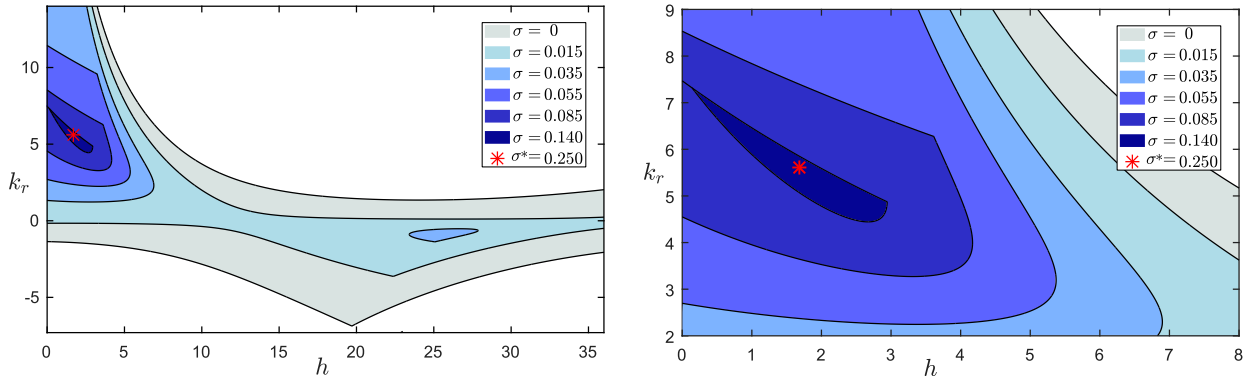 σ = 0
σ = 0.015
σ = 0.035
σ = 0.055
σ = 0.085
σ = 0.140
σ*= 0.250
10
5
0
-5
k_r
0 5 10 15 20 25 30 35
h
σ = 0
σ = 0.015
σ = 0.035
σ = 0.055
σ = 0.085
σ = 0.140
σ*= 0.250
9
8
7
6
5
4
3
2
k_r
0 1 2 3 4 5 6 7 8
h